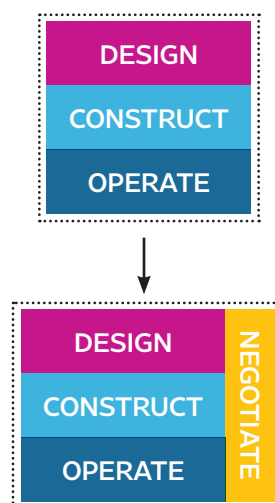 DESIGN
CONSTRUCT
OPERATE
DESIGN
CONSTRUCT
OPERATE
NEGOTIATE